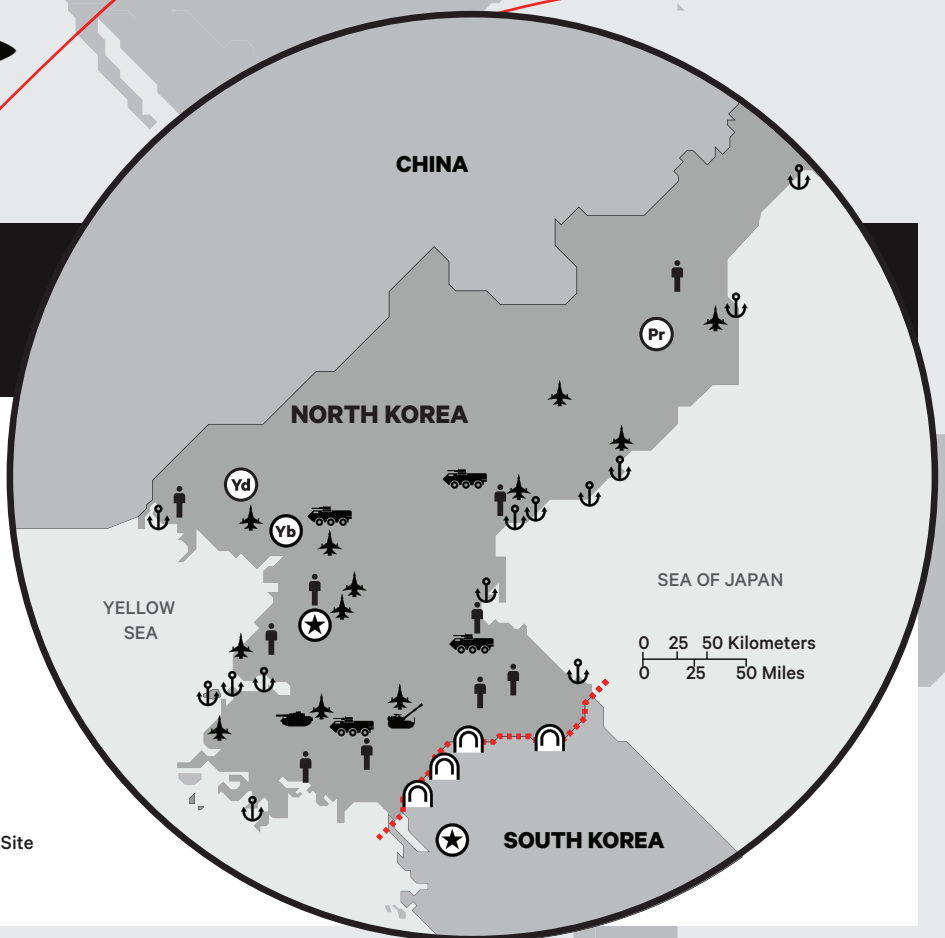 CHINA
Pr
NORTH KOREA
Yd
Yb
SEA OF JAPAN
YELLOW
SEA
0 25 50 Kilometers
0 25 50 Miles
SOUTH KOREA
Site